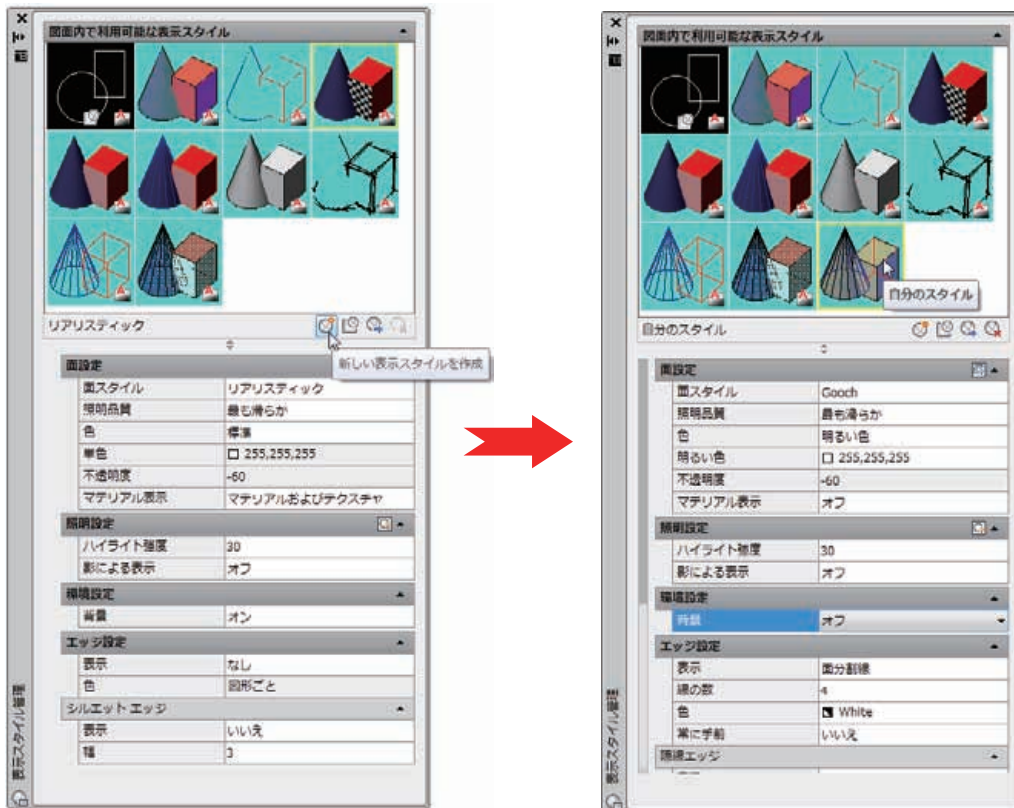 図面内で利用可能な表示スタイル
リアリスティック
新しい表示スタイルを作成
面設定
面スタイル リアリスティック
照明品質 最も滑らか
色 標準
単色 255,255,255
不透明度 -60
マテリアル表示 マテリアルおよびテクスチャ
照明設定
ハイライト強度 30
影による表示 オフ
環境設定
背景 オン
エッジ設定
表示 なし
色 図形ごと
シルエット エッジ
表示 いいえ
幅 3
表示スタイル管理
図面内で利用可能な表示スタイル
自分のスタイル
自分のスタイル
面設定
面スタイル Gooch
照明品質 最も滑らか
色 明るい色
明るい色 255,255,255
不透明度 -60
マテリアル表示 オフ
照明設定
ハイライト強度 30
影による表示 オフ
環境設定
背景 オフ
エッジ設定
表示 面分割線
線の数 4
色 White
常に手前 いいえ
隠線エッジ
表示スタイル管理